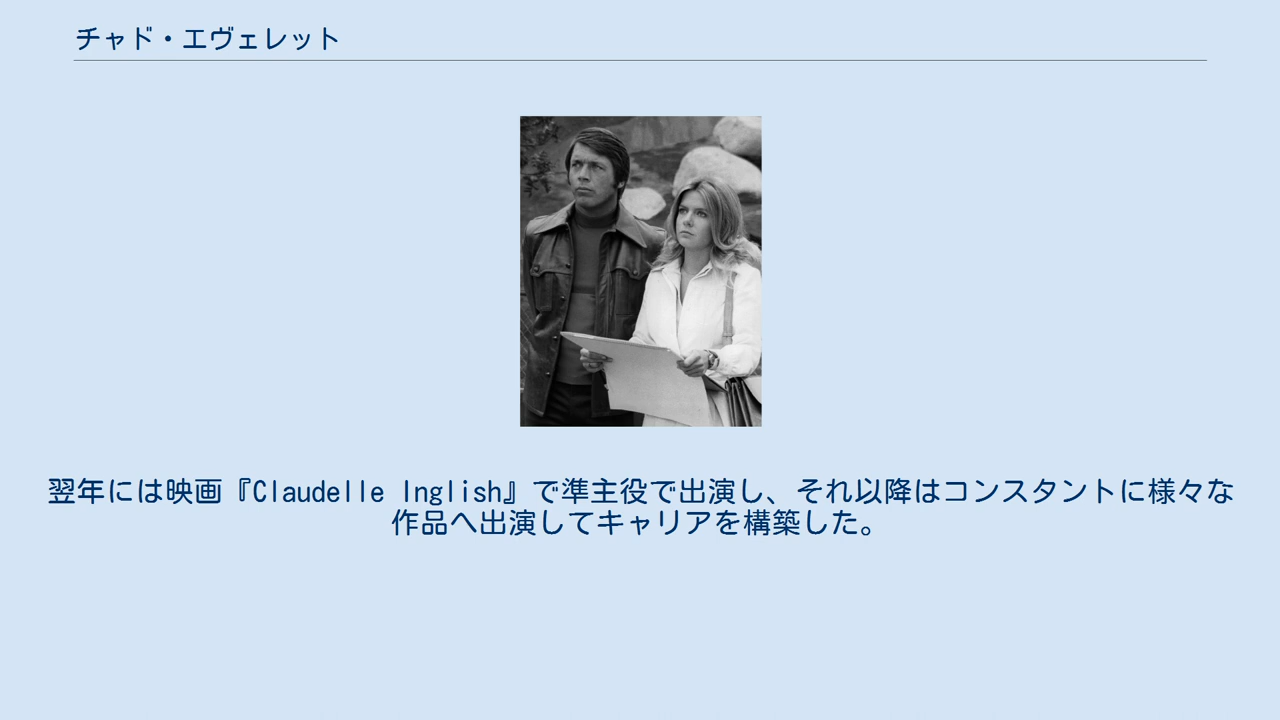 チャド・エヴェレット
翌年には映画『Claudelle Inglish』で準主役で出演し、それ以降はコンスタントに様々な
作品へ出演してキャリアを構築した。